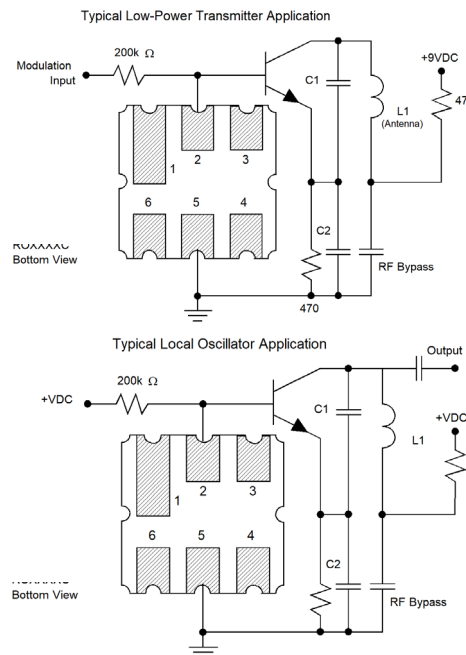 Typical Low-Power Transmitter Application
200k Ω
Modulation
Input
C1
+9VDC
47
L1
(Antenna)
1
2
3
6
5
4
C2
RF Bypass
470
Bottom View
Typical Local Oscillator Application
Output
200k Ω
+VDC
C1
+VDC
L1
1
2
3
6
5
4
C2
RF Bypass
Bottom View